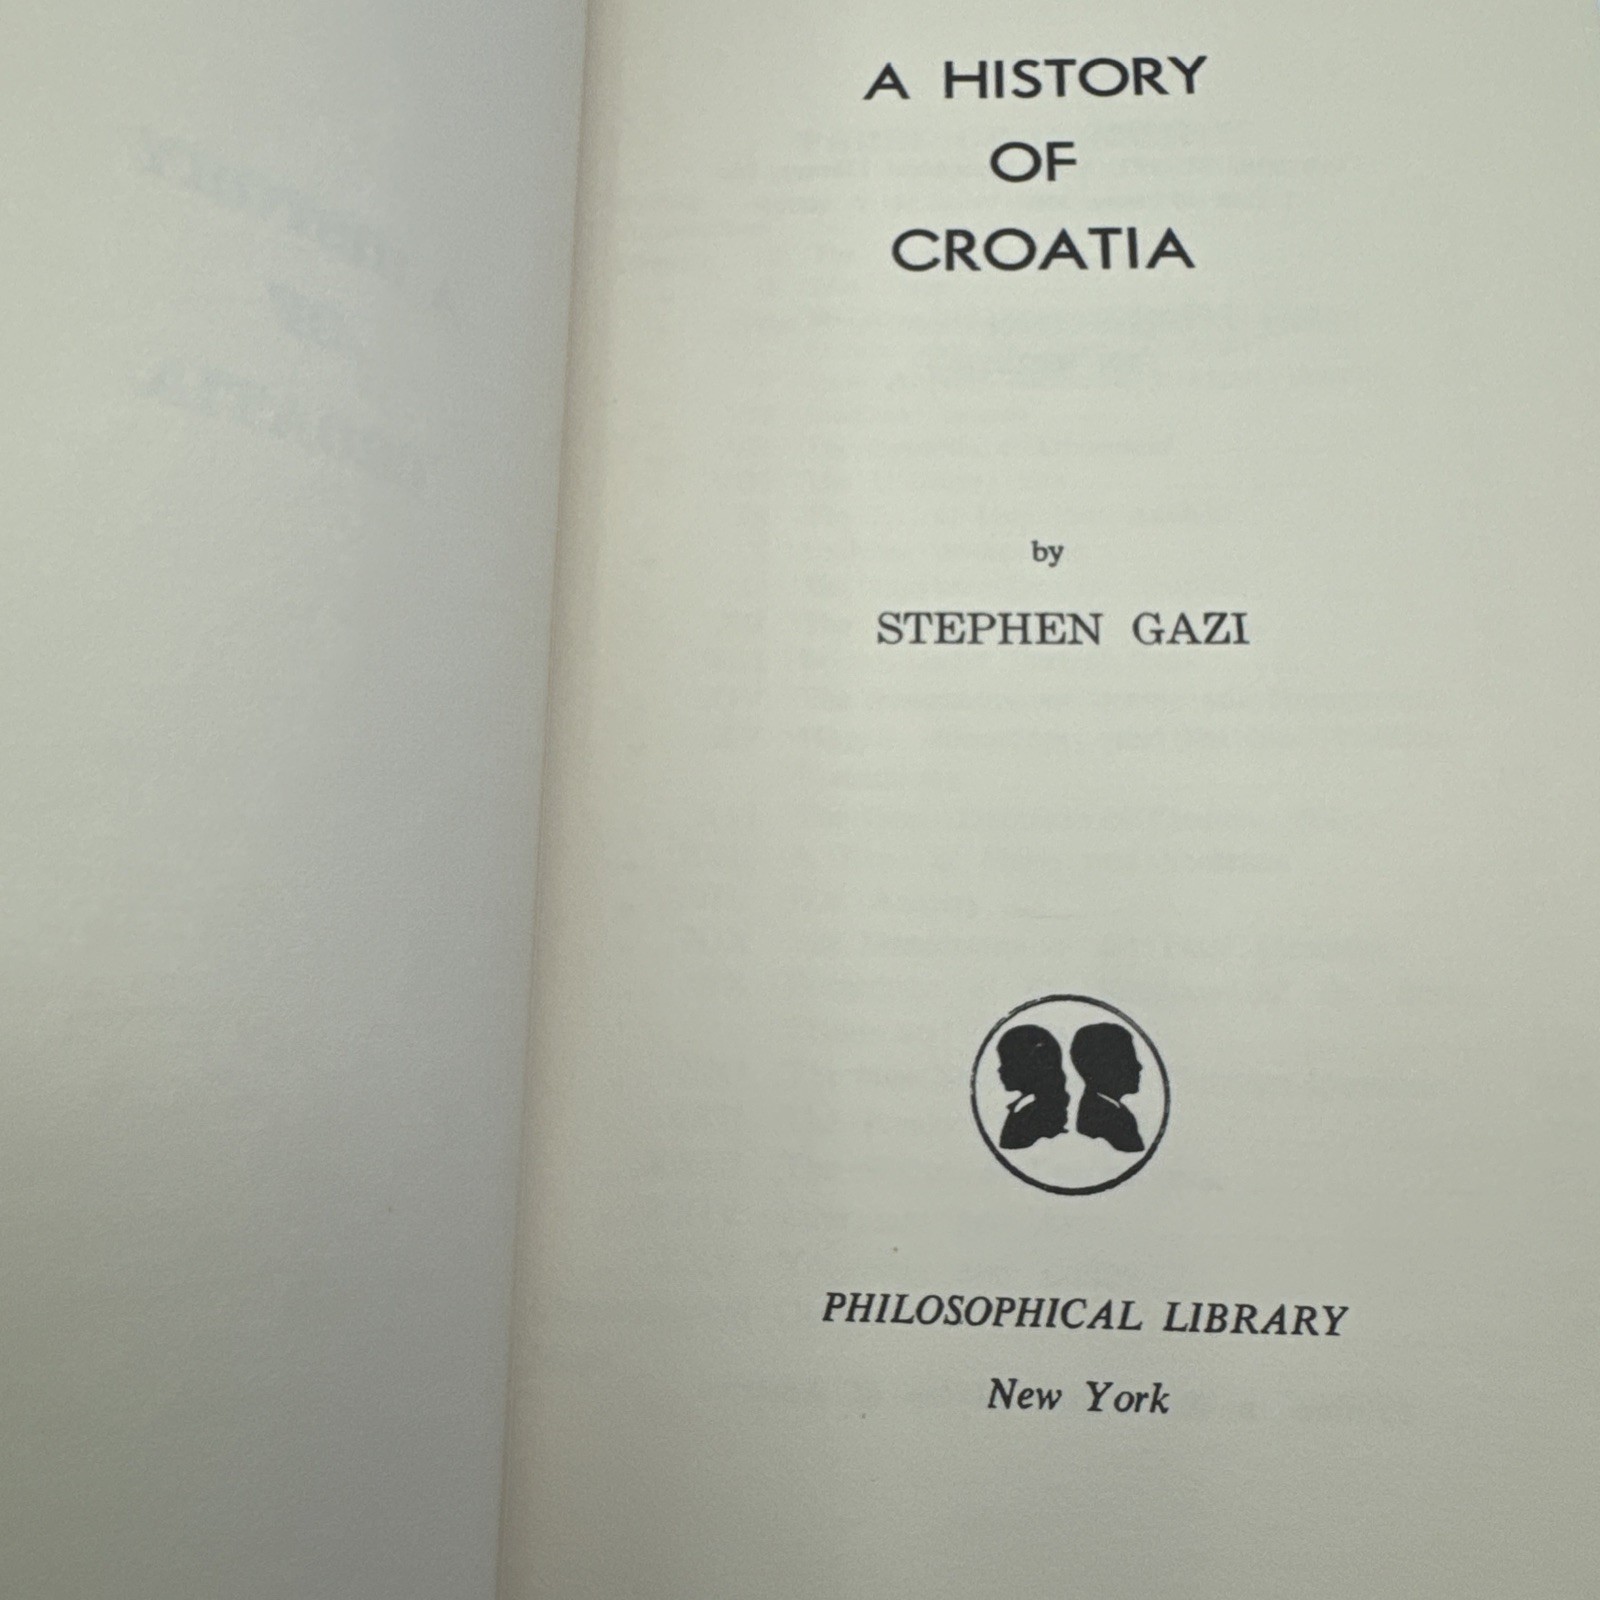 A HISTORY
OF
CROATIA
by
STEPHEN GAZI
PHILOSOPHICAL LIBRARY
New York